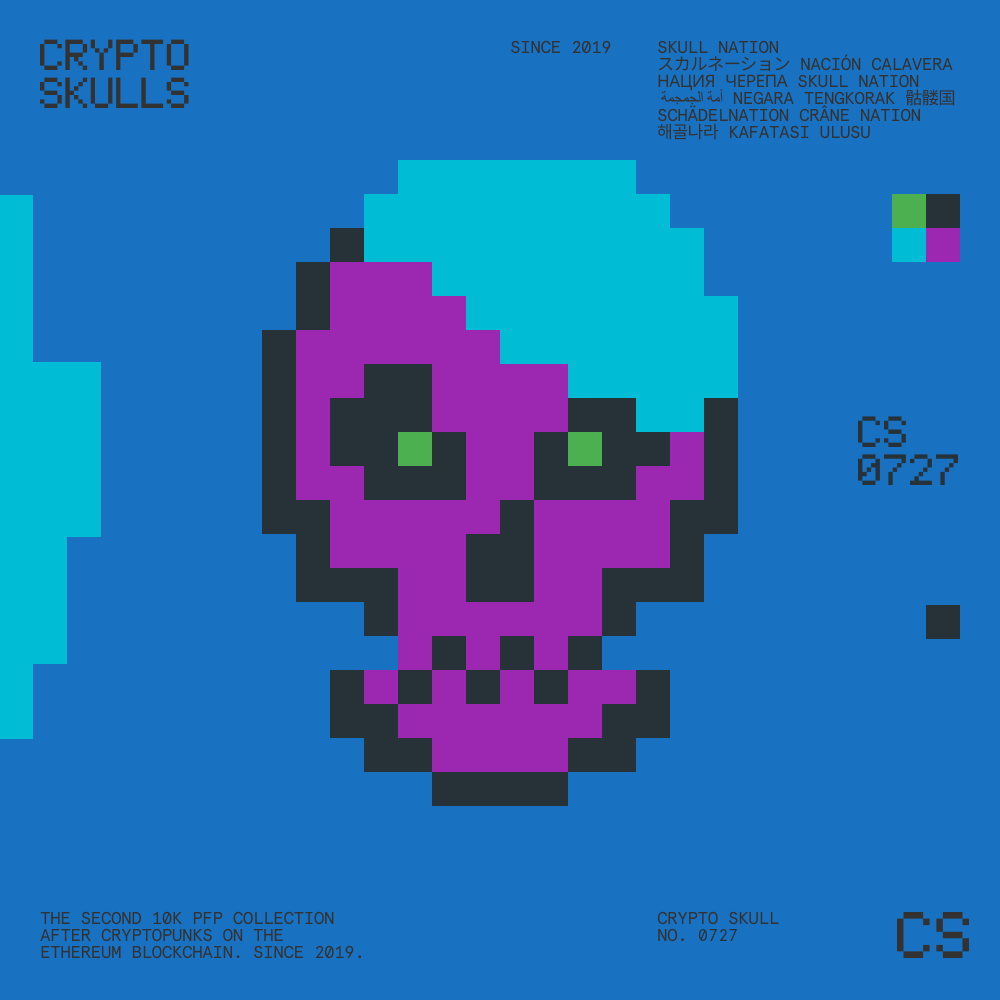 CRYPTO
SKULLS
SINCE 2019
SKULL NATION
スカルネーション NACIÓN CALAVERA
НАЦИЯ ЧЕРЕПА SKULL NATION
أمة الجمجمة NEGARA TENGKORAK 骷髅国
SCHÄDELNATION CRÂNE NATION
해골나라 KAFATASI ULUSU
CS
0727
THE SECOND 10K PFP COLLECTION
AFTER CRYPTOPUNKS ON THE
ETHEREUM BLOCKCHAIN. SINCE 2019.
CRYPTO SKULL
NO. 0727
CS